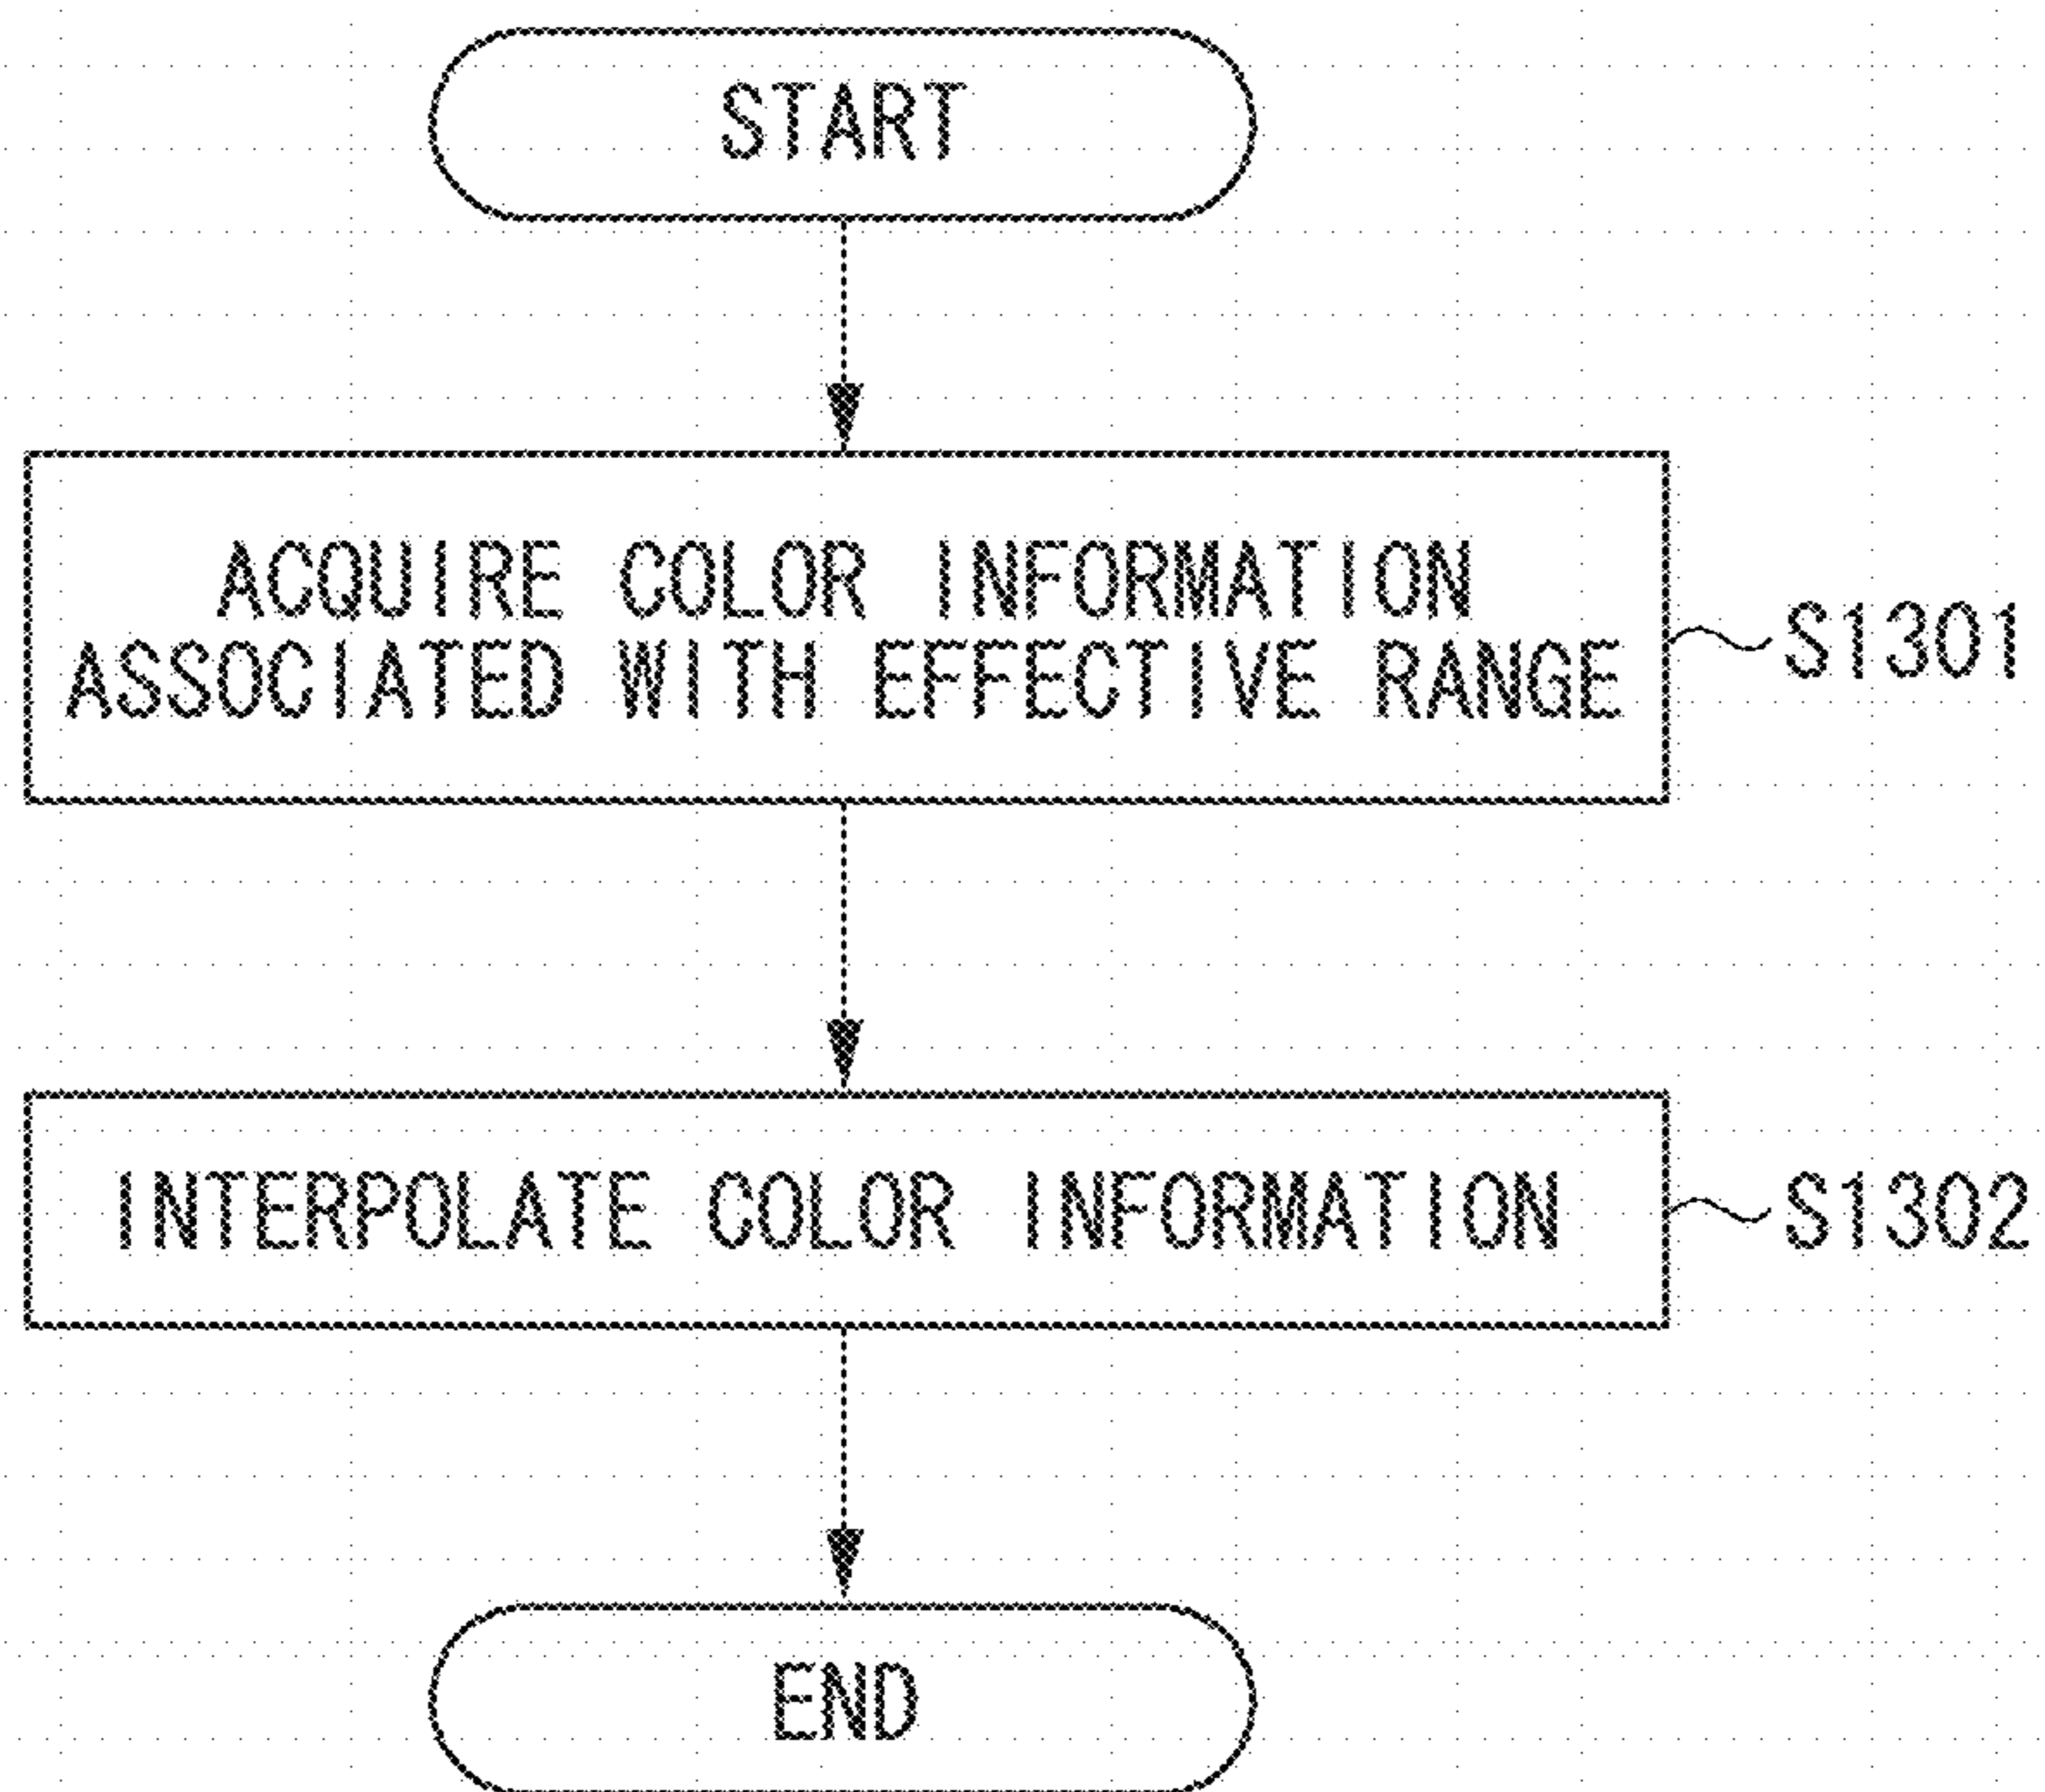 START
ACQUIRE COLOR INFORMATION
ASSOCIATED WITH EFFECTIVE RANGE
S1301
INTERPOLATE COLOR INFORMATION
S1302
END